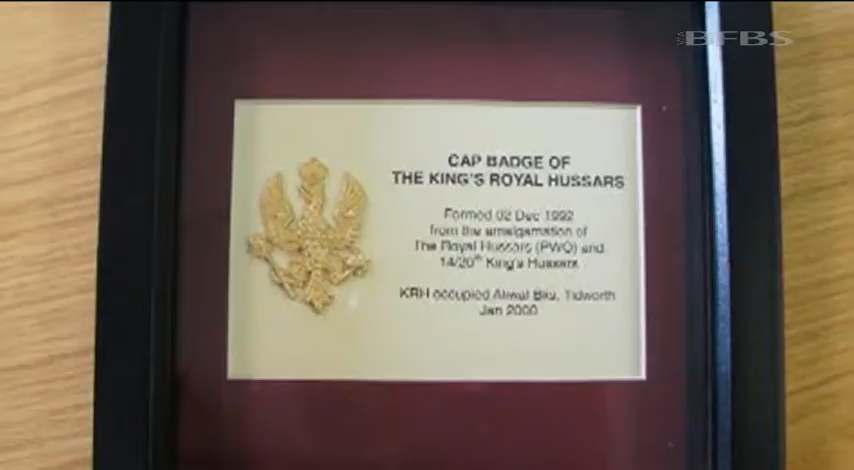 BFBS
CAP BADGE OF
THE KING'S ROYAL HUSSARS
Formed 02 Dec 1992
from the amalgamation of
The Royal Hussars (PWO) and
14/20th King's Hussars
KRH occupied Aliwal Bks, Tidworth
Jan 2000